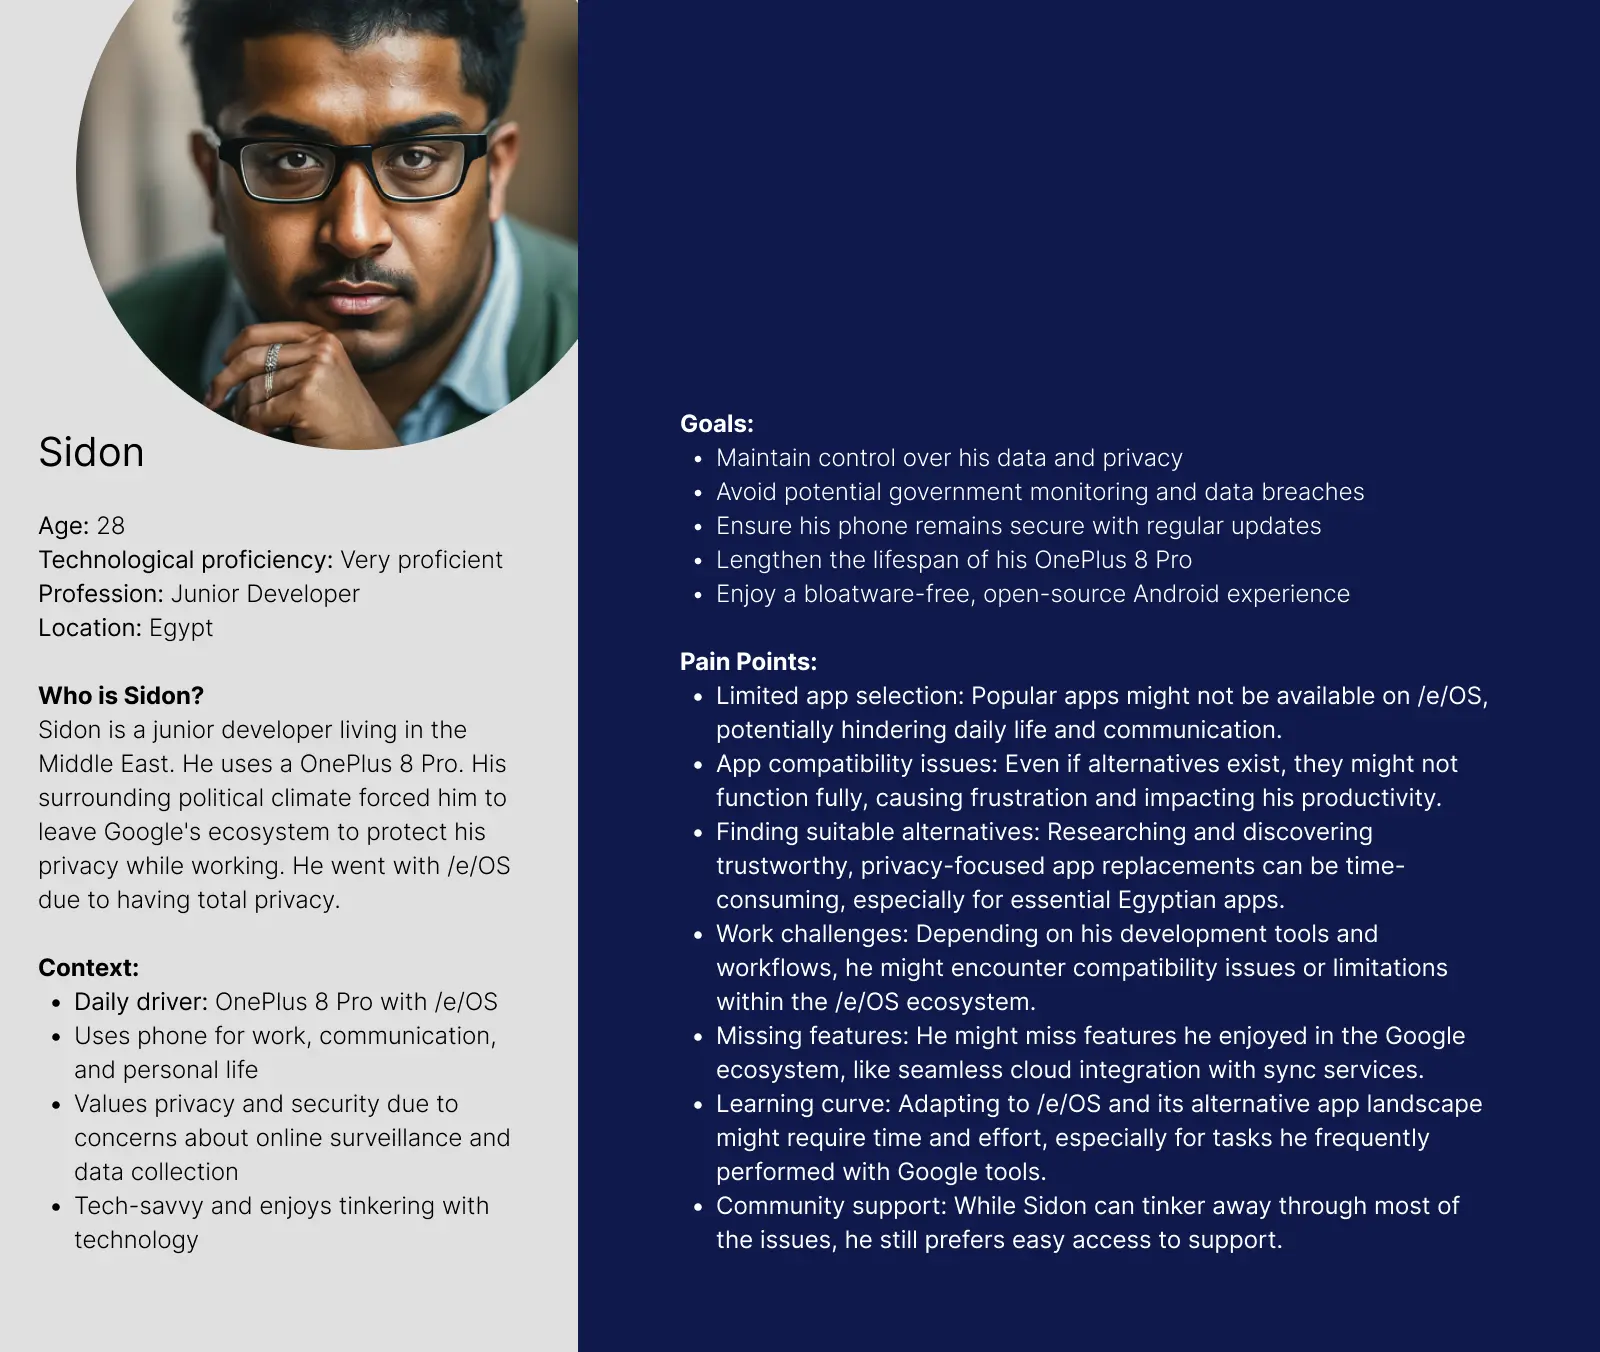 Sidon
Age: 28
Technological proficiency: Very proficient
Profession: Junior Developer
Location: Egypt
Who is Sidon?
Sidon is a junior developer living in the
Middle East. He uses a OnePlus 8 Pro. His
surrounding political climate forced him to
leave Google's ecosystem to protect his
privacy while working. He went with /e/OS
due to having total privacy.
Context:
• Daily driver: OnePlus 8 Pro with /e/OS
• Uses phone for work, communication,
and personal life
• Values privacy and security due to
concerns about online surveillance and
data collection
• Tech-savvy and enjoys tinkering with
technology
Goals:
• Maintain control over his data and privacy
• Avoid potential government monitoring and data breaches
• Ensure his phone remains secure with regular updates
• Lengthen the lifespan of his OnePlus 8 Pro
• Enjoy a bloatware-free, open-source Android experience
Pain Points:
• Limited app selection: Popular apps might not be available on /e/OS,
potentially hindering daily life and communication.
• App compatibility issues: Even if alternatives exist, they might not
function fully, causing frustration and impacting his productivity.
• Finding suitable alternatives: Researching and discovering
trustworthy, privacy-focused app replacements can be time-
consuming, especially for essential Egyptian apps.
• Work challenges: Depending on his development tools and
workflows, he might encounter compatibility issues or limitations
within the /e/OS ecosystem.
• Missing features: He might miss features he enjoyed in the Google
ecosystem, like seamless cloud integration with sync services.
• Learning curve: Adapting to /e/OS and its alternative app landscape
might require time and effort, especially for tasks he frequently
performed with Google tools.
• Community support: While Sidon can tinker away through most of
the issues, he still prefers easy access to support.